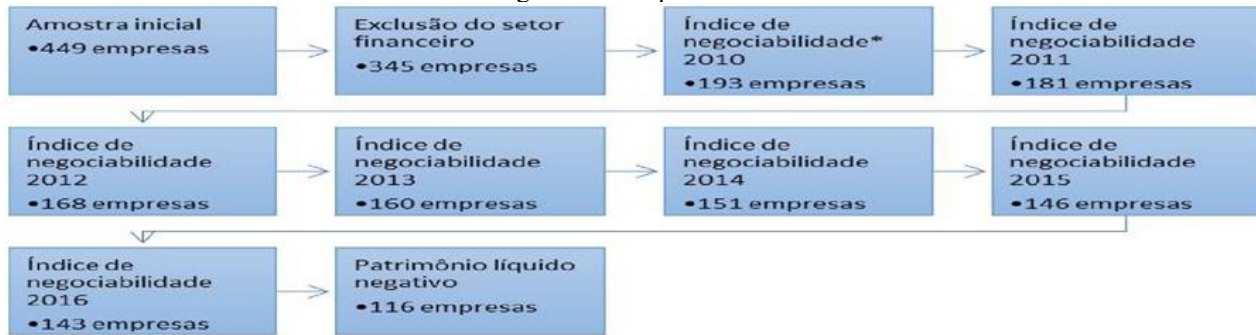 Amostra inicial
•449 empresas
Exclusão do setor
financeiro
•345 empresas
Índice de
negociabilidade*
2010
•193 empresas
Índice de
negociabilidade
2011
•181 empresas
Índice de
negociabilidade
2012
•168 empresas
Índice de
negociabilidade
2013
•160 empresas
Índice de
negociabilidade
2014
•151 empresas
Índice de
negociabilidade
2015
•146 empresas
Índice de
negociabilidade
2016
•143 empresas
Patrimônio líquido
negativo
•116 empresas